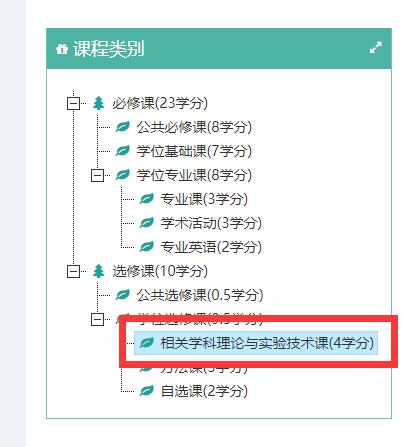 课程类别
必修课(23学分)
公共必修课(8学分)
学位基础课(7学分)
学位专业课(8学分)
专业课(3学分)
学术活动(3学分)
专业英语(2学分)
选修课(10学分)
公共选修课(0.5学分)
学位选修课(9.5学分)
相关学科理论与实验技术课(4学分)
方法课(3学分)
自选课(2学分)